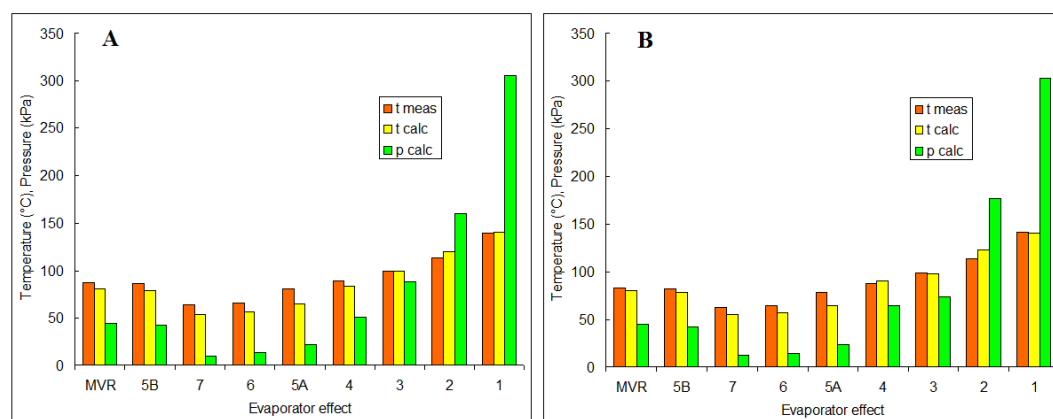 A
350
300
250
200
150
100
50
0
Temperature (°C), Pressure (kPa)
t meas
t calc
p calc
MVR 5B 7 6 5A 4 3 2 1
Evaporator effect
B
350
300
250
200
150
100
50
0
Temperature (°C), Pressure (kPa)
t meas
t calc
p calc
MVR 5B 7 6 5A 4 3 2 1
Evaporator effect